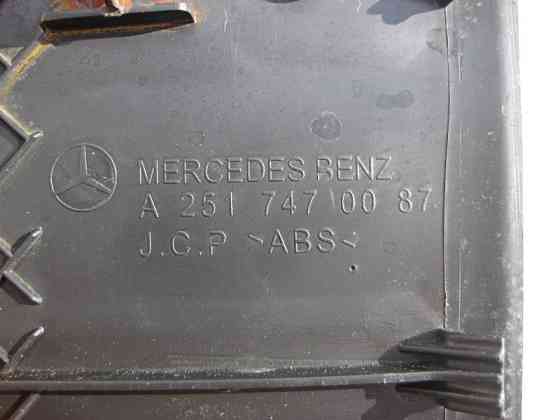 MERCEDES BENZ
A 251 747 00 87
J.C.P >ABS<